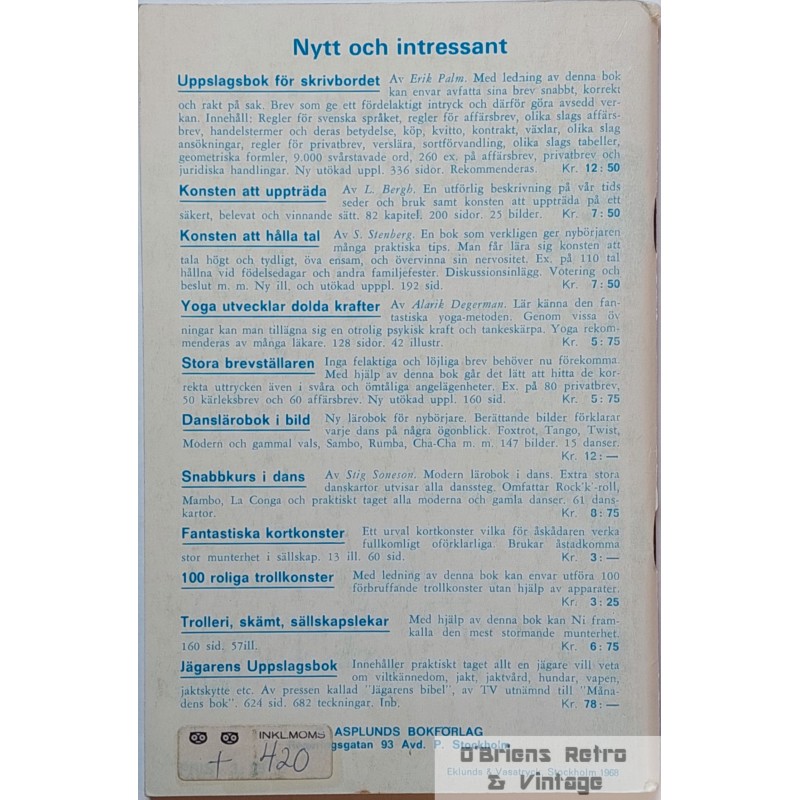 Nytt och intressant
Uppslagsbok för skrivbordet Av Erik Palm. Med ledning av denna bok
kan envar avfatta sina brev snabbt, korrekt
och rakt på sak. Brev som ge ett fördelaktigt intryck och därför göra avsedd ver-
kan. Innehåll: Regler för svenska språket, regler för affärsbrev, olika slags affärs-
brev, handelstermer och deras betydelse, köp, kvitto, kontrakt, växlar, olika slag
ansökningar, regler för privatbrev, verslära, sortförvandling, olika slags tabeller,
geometriska formler, 9.000 svårstavade ord, 260 ex. på affärsbrev, privatbrev och
juridiska handlingar. Ny utökad uppl. 336 sidor. Rekommenderas. Kr. 12:50
Konsten att uppträda Av L. Bergh. En utförlig beskrivning på vår tids
seder och bruk samt konsten att uppträda på ett
säkert, belevat och vinnande sätt. 82 kapitel. 200 sidor. 25 bilder. Kr. 7:50
Konsten att hålla tal Av S. Stenberg. En bok som verkligen ger nybörjaren
många praktiska tips. Man får lära sig konsten att
tala högt och tydligt, öva ensam, och övervinna sin nervositet. Ex. på 110 tal
hållna vid födelsedagar och andra familjefester. Diskussionsinlägg. Votering och
beslut m. m. Ny ill. och utökad upppl. 192 sid. Kr. 7:50
Yoga utvecklar dolda krafter Av Alarik Degerman. Lär känna den fan-
tastiska yoga-metoden. Genom vissa öv
ningar kan man tillägna sig en otrolig psykisk kraft och tankeskärpa. Yoga rekom-
menderas av många läkare. 128 sidor. 42 illustr. Kr. 5:75
Stora brevställaren Inga felaktiga och löjliga brev behöver nu förekomma.
Med hjälp av denna bok går det lätt att hitta de kor-
rekta uttrycken även i svåra och ömtåliga angelägenheter. Ex. på 80 privatbrev,
50 kärleksbrev och 60 affärsbrev. Ny utökad uppl. 160 sid. Kr. 5:75
Danslärobok i bild Ny lärobok för nybörjare. Berättande bilder förklarar
varje dans på några ögonblick. Foxtrot, Tango, Twist,
Modern och gammal vals, Sambo, Rumba, Cha-Cha m. m. 147 bilder. 15 danser.
Kr. 12:—
Snabbkurs i dans Av Stig Soneson. Modern lärobok i dans. Extra stora
danskartor utvisar alla danssteg. Omfattar Rock'k'-roll,
Mambo, La Conga och praktiskt taget alla moderna och gamla danser. 61 dans-
kartor. Kr. 8:75
Fantastiska kortkonster Ett urval kortkonster vilka för åskådaren verka
fullkomligt oförklarliga. Brukar åstadkomma
stor munterhet i sällskap. 13 ill. 60 sid. Kr. 3:—
100 roliga trollkonster Med ledning av denna bok kan envar utföra 100
förbruffande trollkonster utan hjälp av apparater.
Kr. 3:25
Trolleri, skämt, sällskapslekar Med hjälp av denna bok kan Ni fram-
kalla den mest stormande munterhet.
160 sid. 57ill. Kr. 6:75
Jägarens Uppslagsbok Innehåller praktiskt taget allt en jägare vill veta
om viltkännedom, jakt, jaktvård, hundar, vapen,
jaktskytte etc. Av pressen kallad "Jägarens bibel", av TV utnämnd till "Måna-
dens bok". 624 sid. 682 teckningar. Inb. Kr. 78:—
INKL.MOMS
+ 420
ASPLUNDS BOKFÖRLAG
gsgatan 93 Avd. P. Stockholm
Eklunds & Vasatryck, Stockholm 1968
O'Briens Retro
& Vintage